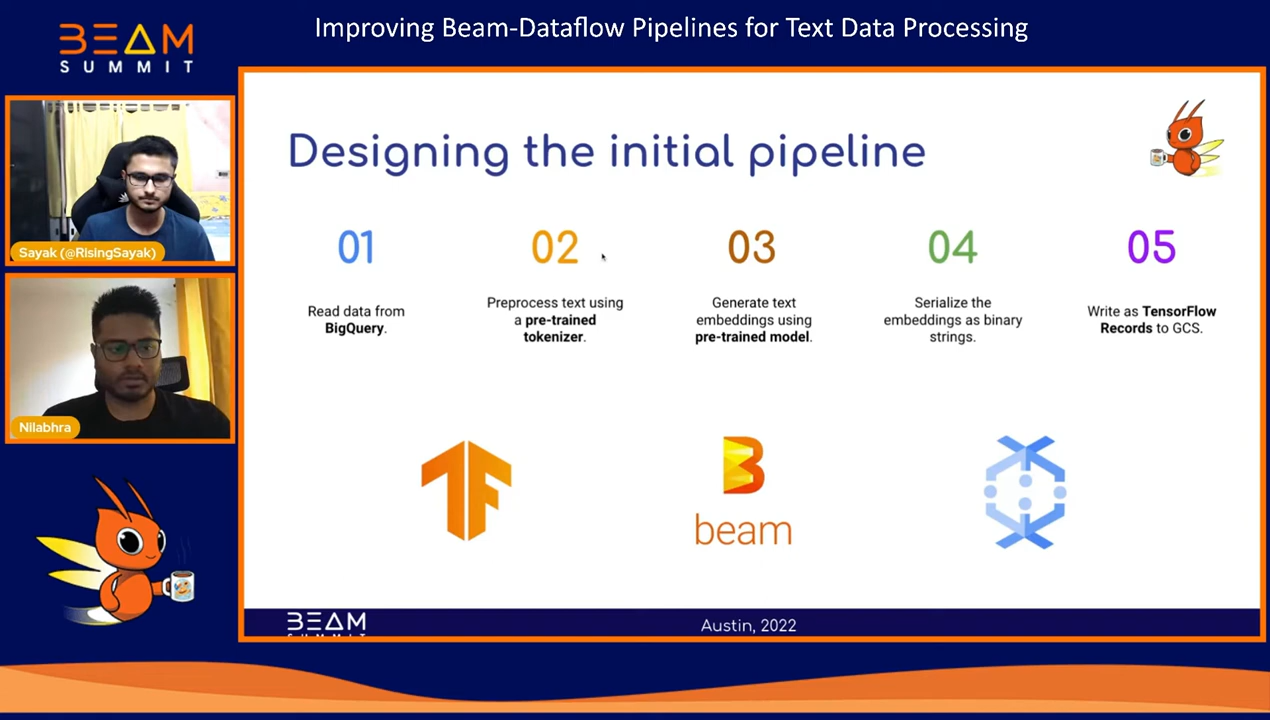 Improving Beam-Dataflow Pipelines for Text Data Processing
BEAM
SUMMIT
Sayak (@RisingSayak)
Nilabhra
Designing the initial pipeline
01
Read data from
BigQuery.
02
Preprocess text using
a pre-trained
tokenizer.
03
Generate text
embeddings using
pre-trained model.
04
Serialize the
embeddings as binary
strings.
05
Write as TensorFlow
Records to GCS.
beam
BEAM
SUMMIT
Austin, 2022